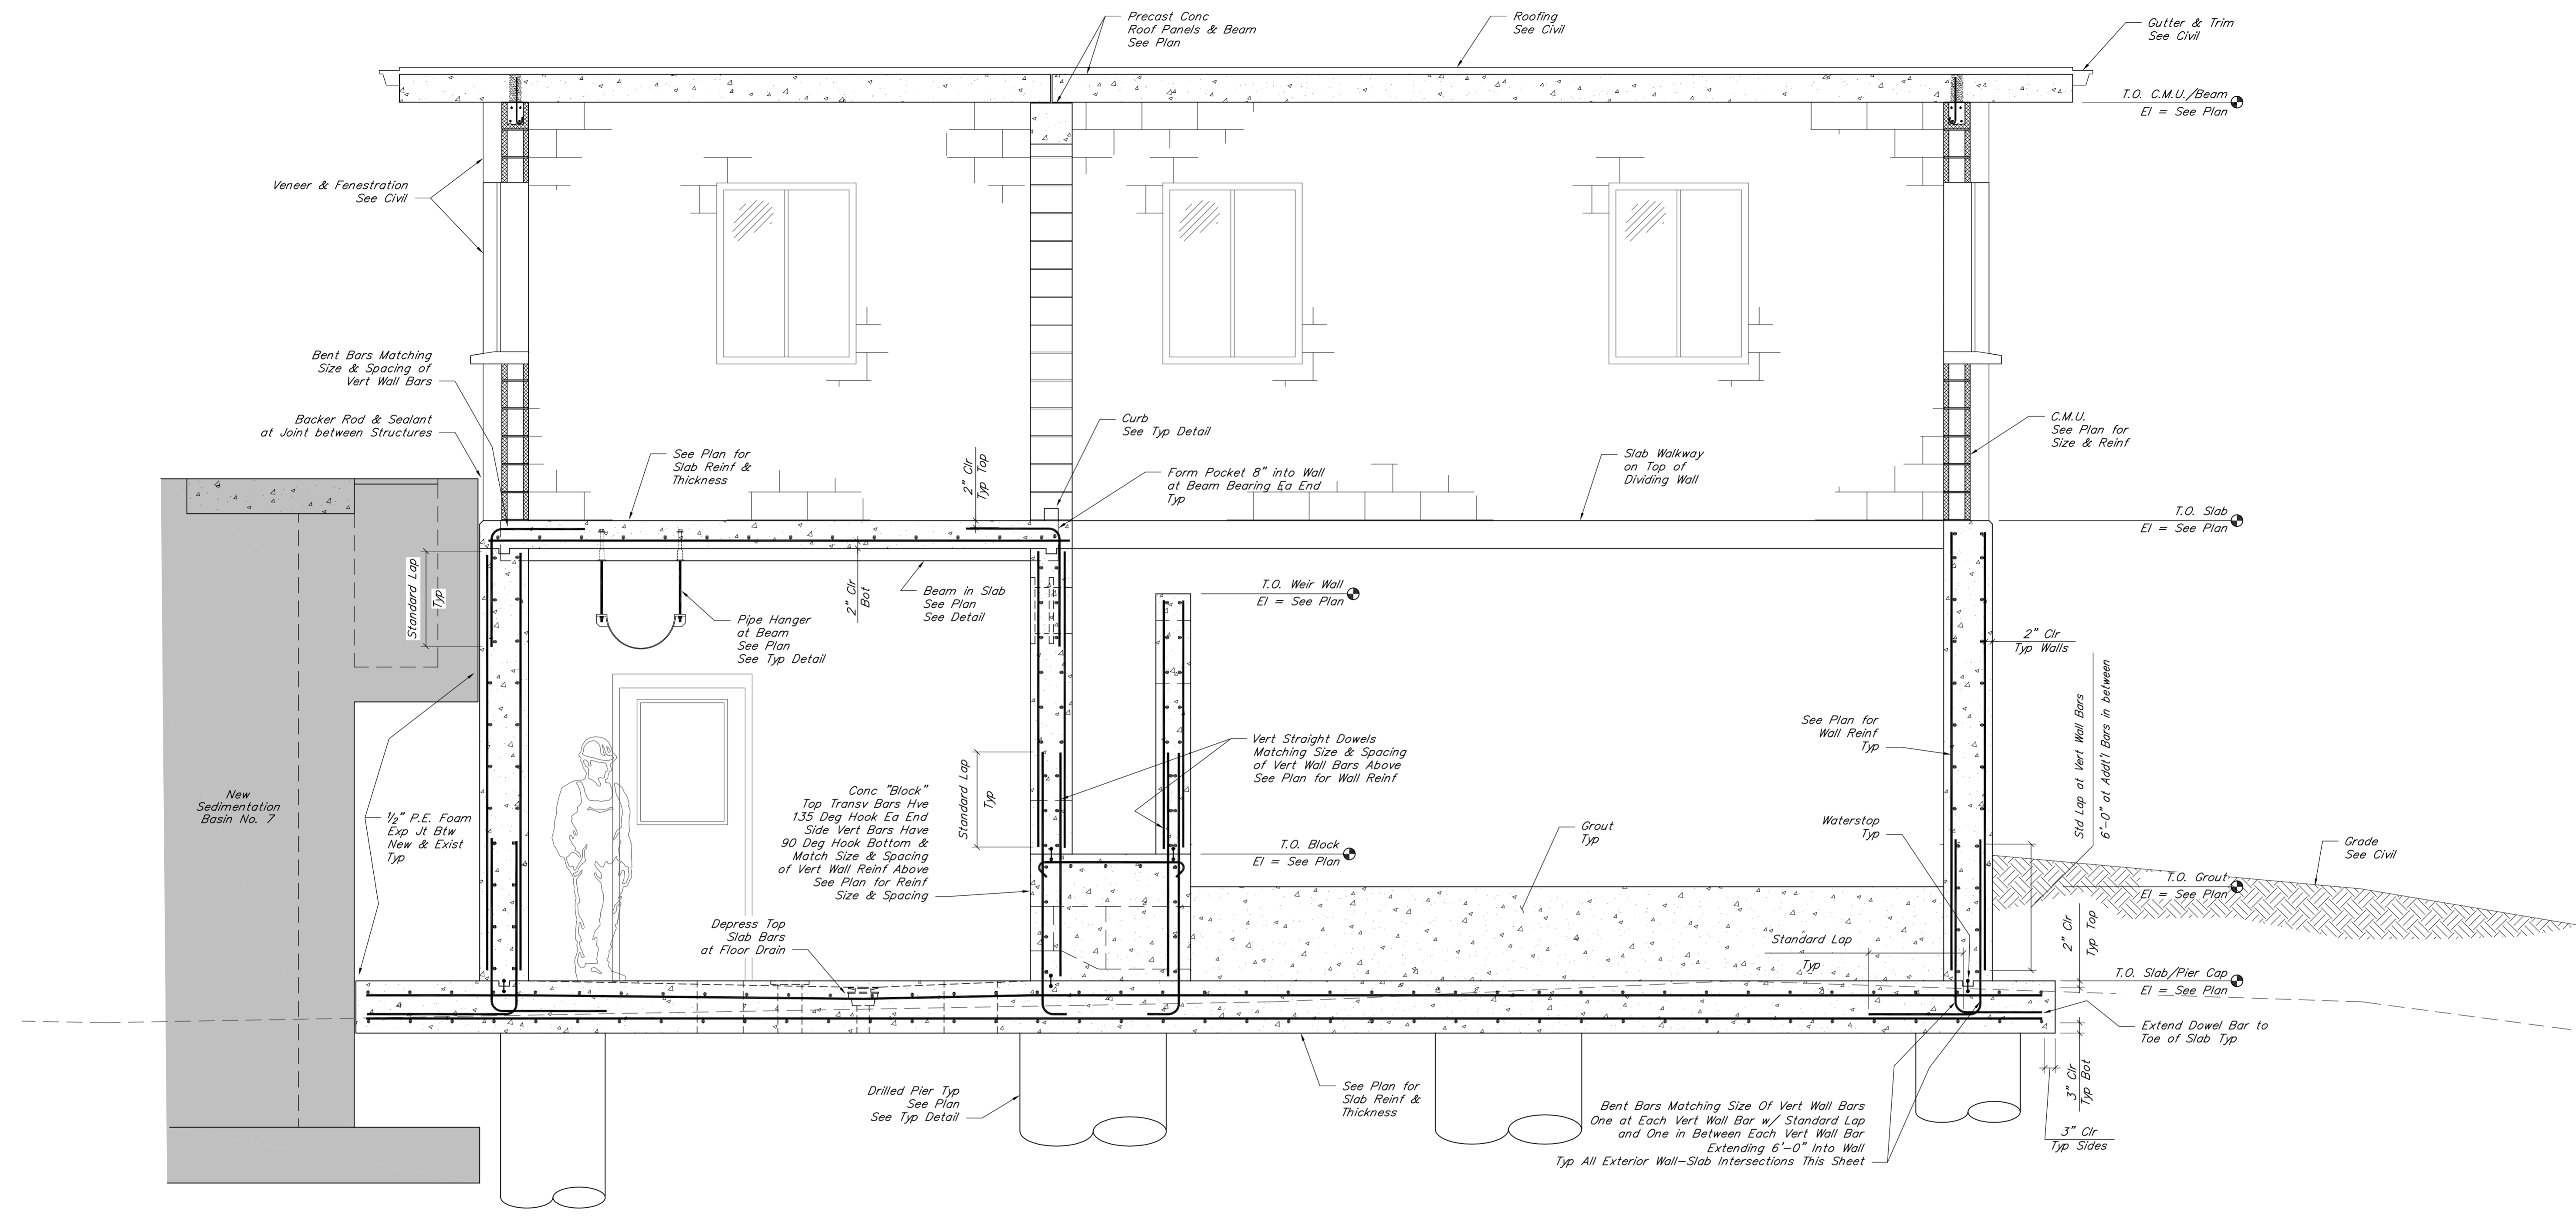 Precast Conc
Roof Panels & Beam
See Plan
Roofing
See Civil
Gutter & Trim
See Civil
T.O. C.M.U./Beam
El = See Plan
Veneer & Fenestration
See Civil
Bent Bars Matching
Size & Spacing of
Vert Wall Bars
Backer Rod & Sealant
at Joint between Structures
See Plan for
Slab Reinf &
Thickness
2" Clr
Typ Top
Curb
See Typ Detail
Form Pocket 8" into Wall
at Beam Bearing Ea End
Typ
Slab Walkway
on Top of
Dividing Wall
C.M.U.
See Plan for
Size & Reinf
T.O. Slab
El = See Plan
Standard Lap
Typ
Pipe Hanger
at Beam
See Plan
See Typ Detail
2" Clr
Bot
Beam in Slab
See Plan
See Detail
T.O. Weir Wall
El = See Plan
2" Clr
Typ Walls
See Plan for
Wall Reinf
Typ
Std Lap at Vert Wall Bars
6'-0" at Addt'l Bars in between
Vert Straight Dowels
Matching Size & Spacing
of Vert Wall Bars Above
See Plan for Wall Reinf
Standard Lap
Typ
Conc "Block"
Top Transv Bars Hve
135 Deg Hook Ea End
Side Vert Bars Have
90 Deg Hook Bottom &
Match Size & Spacing
of Vert Wall Reinf Above
See Plan for Reinf
Size & Spacing
New
Sedimentation
Basin No. 7
½" P.E. Foam
Exp Jt Btw
New & Exist
Typ
T.O. Block
El = See Plan
Grout
Typ
Waterstop
Typ
Grade
See Civil
T.O. Grout
El = See Plan
Depress Top
Slab Bars
at Floor Drain
Standard Lap
Typ
2" Clr
Typ Top
T.O. Slab/Pier Cap
El = See Plan
Extend Dowel Bar to
Toe of Slab Typ
3" Clr
Typ Bot
3" Clr
Typ Sides
Drilled Pier Typ
See Plan
See Typ Detail
See Plan for
Slab Reinf &
Thickness
Bent Bars Matching Size Of Vert Wall Bars
One at Each Vert Wall Bar w/ Standard Lap
and One in Between Each Vert Wall Bar
Extending 6'-0" Into Wall
Typ All Exterior Wall-Slab Intersections This Sheet